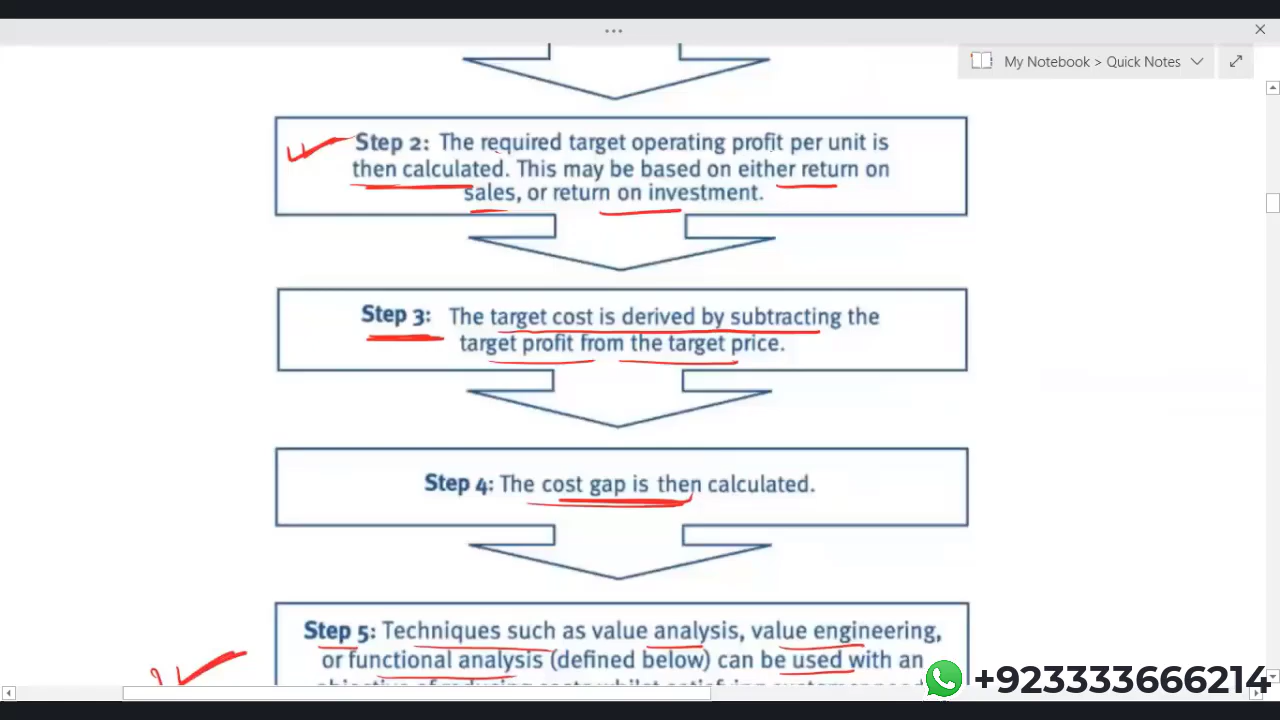 My Notebook > Quick Notes
Step 2: The required target operating profit per unit is
then calculated. This may be based on either return on
sales, or return on investment.
Step 3: The target cost is derived by subtracting the
target profit from the target price.
Step 4: The cost gap is then calculated.
Step 5: Techniques such as value analysis, value engineering,
or functional analysis (defined below) can be used with an
+923333666214